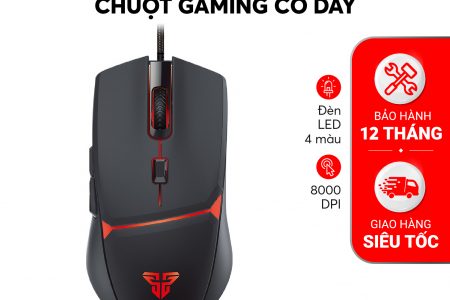 CHUỘT GAMING CÓ DÂY
Đèn
LED
4 màu
8000
DPI
BẢO HÀNH
12 THÁNG
GIAO HÀNG
SIÊU TỐC